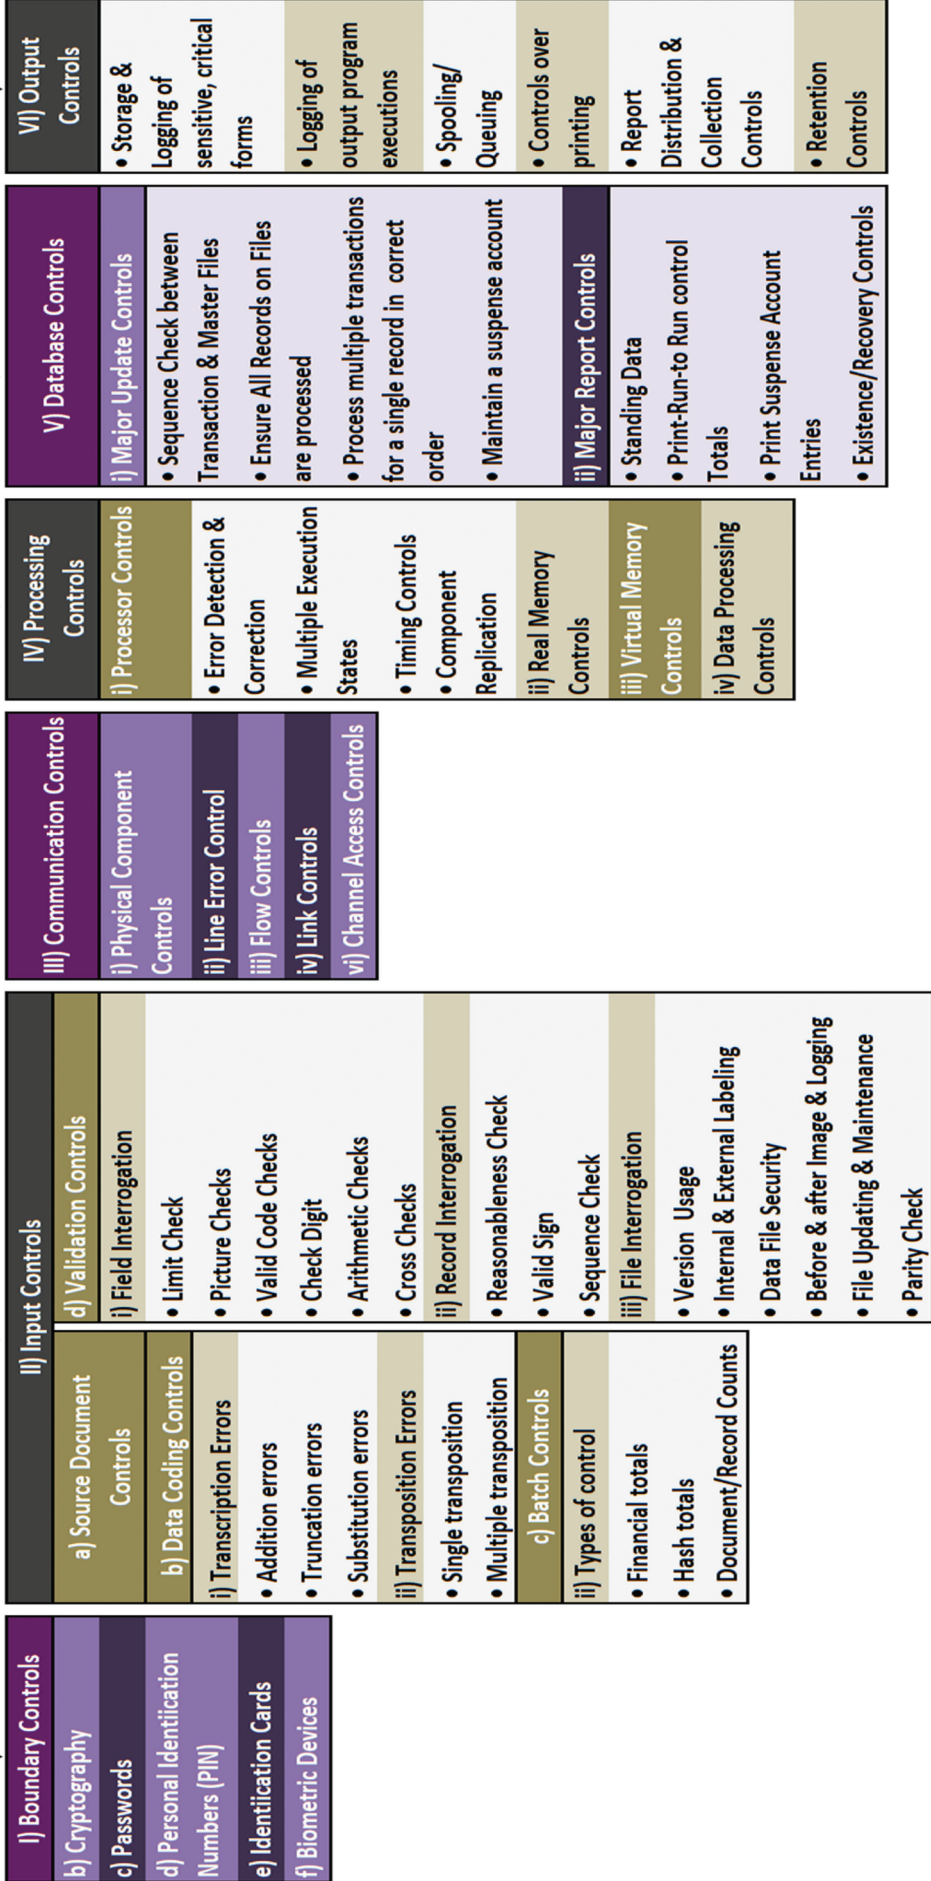 I) Boundary Controls
b) Cryptography
c) Passwords
d) Personal Identiication
Numbers (PIN)
e) Identiication Cards
f) Biometric Devices
II) Input Controls
a) Source Document
Controls
b) Data Coding Controls
i) Transcription Errors
• Addition errors
• Truncation errors
• Substitution errors
ii) Transposition Errors
• Single transposition
• Multiple transposition
c) Batch Controls
ii) Types of control
• Financial totals
• Hash totals
• Document/Record Counts
d) Validation Controls
i) Field Interrogation
• Limit Check
• Picture Checks
• Valid Code Checks
• Check Digit
• Arithmetic Checks
• Cross Checks
ii) Record Interrogation
• Reasonableness Check
• Valid Sign
• Sequence Check
iii) File Interrogation
• Version Usage
• Internal & External Labeling
• Data File Security
• Before & after Image & Logging
• File Updating & Maintenance
• Parity Check
III) Communication Controls
i) Physical Component
Controls
ii) Line Error Control
iii) Flow Controls
iv) Link Controls
vi) Channel Access Controls
IV) Processing
Controls
i) Processor Controls
• Error Detection &
Correction
• Multiple Execution
States
• Timing Controls
• Component
Replication
ii) Real Memory
Controls
iii) Virtual Memory
Controls
iv) Data Processing
Controls
V) Database Controls
i) Major Update Controls
• Sequence Check between
Transaction & Master Files
• Ensure All Records on Files
are processed
• Process multiple transactions
for a single record in correct
order
• Maintain a suspense account
ii) Major Report Controls
• Standing Data
• Print-Run-to Run control
Totals
• Print Suspense Account
Entries
• Existence/Recovery Controls
VI) Output
Controls
• Storage &
Logging of
sensitive, critical
forms
• Logging of
output program
executions
• Spooling/
Queuing
• Controls over
printing
• Report
Distribution &
Collection
Controls
• Retention
Controls